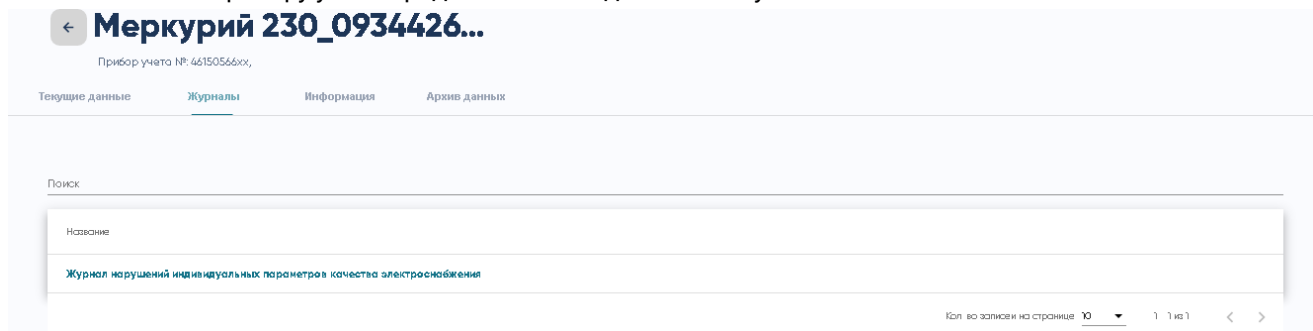 ← Меркурий 230_0934426...
Прибор учета №: 46150566xx,
Текущие данные Журналы Информация Архив данных
Поиск
Название
Журнал нарушений индивидуальных параметров качества электроснабжения
Кол во записей на странице 10 1 1 из 1